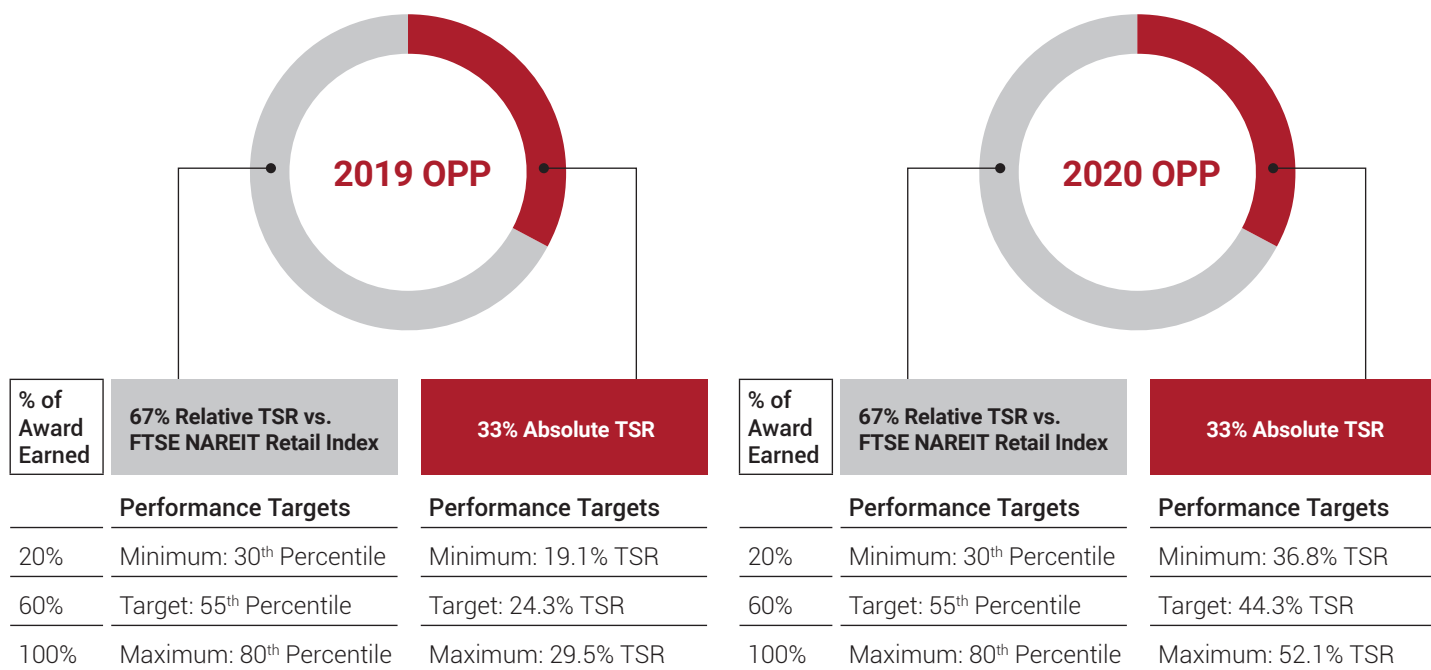 2019 OPP
2020 OPP
% of
Award
Earned
67% Relative TSR vs.
FTSE NAREIT Retail Index
33% Absolute TSR
Performance Targets
Performance Targets
20%
Minimum: 30th Percentile
Minimum: 19.1% TSR
60%
Target: 55th Percentile
Target: 24.3% TSR
100%
Maximum: 80th Percentile
Maximum: 29.5% TSR
% of
Award
Earned
67% Relative TSR vs.
FTSE NAREIT Retail Index
33% Absolute TSR
Performance Targets
Performance Targets
20%
Minimum: 30th Percentile
Minimum: 36.8% TSR
60%
Target: 55th Percentile
Target: 44.3% TSR
100%
Maximum: 80th Percentile
Maximum: 52.1% TSR